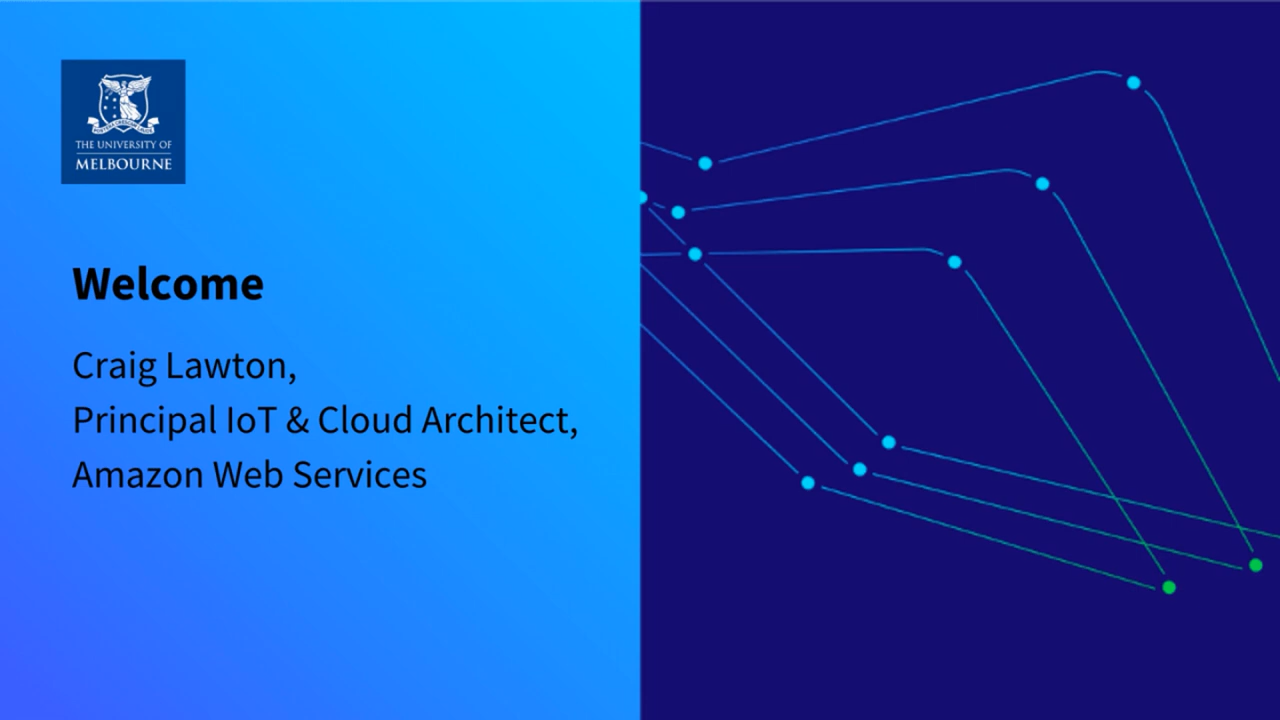 THE UNIVERSITY OF
MELBOURNE
Welcome
Craig Lawton,
Principal IoT & Cloud Architect,
Amazon Web Services